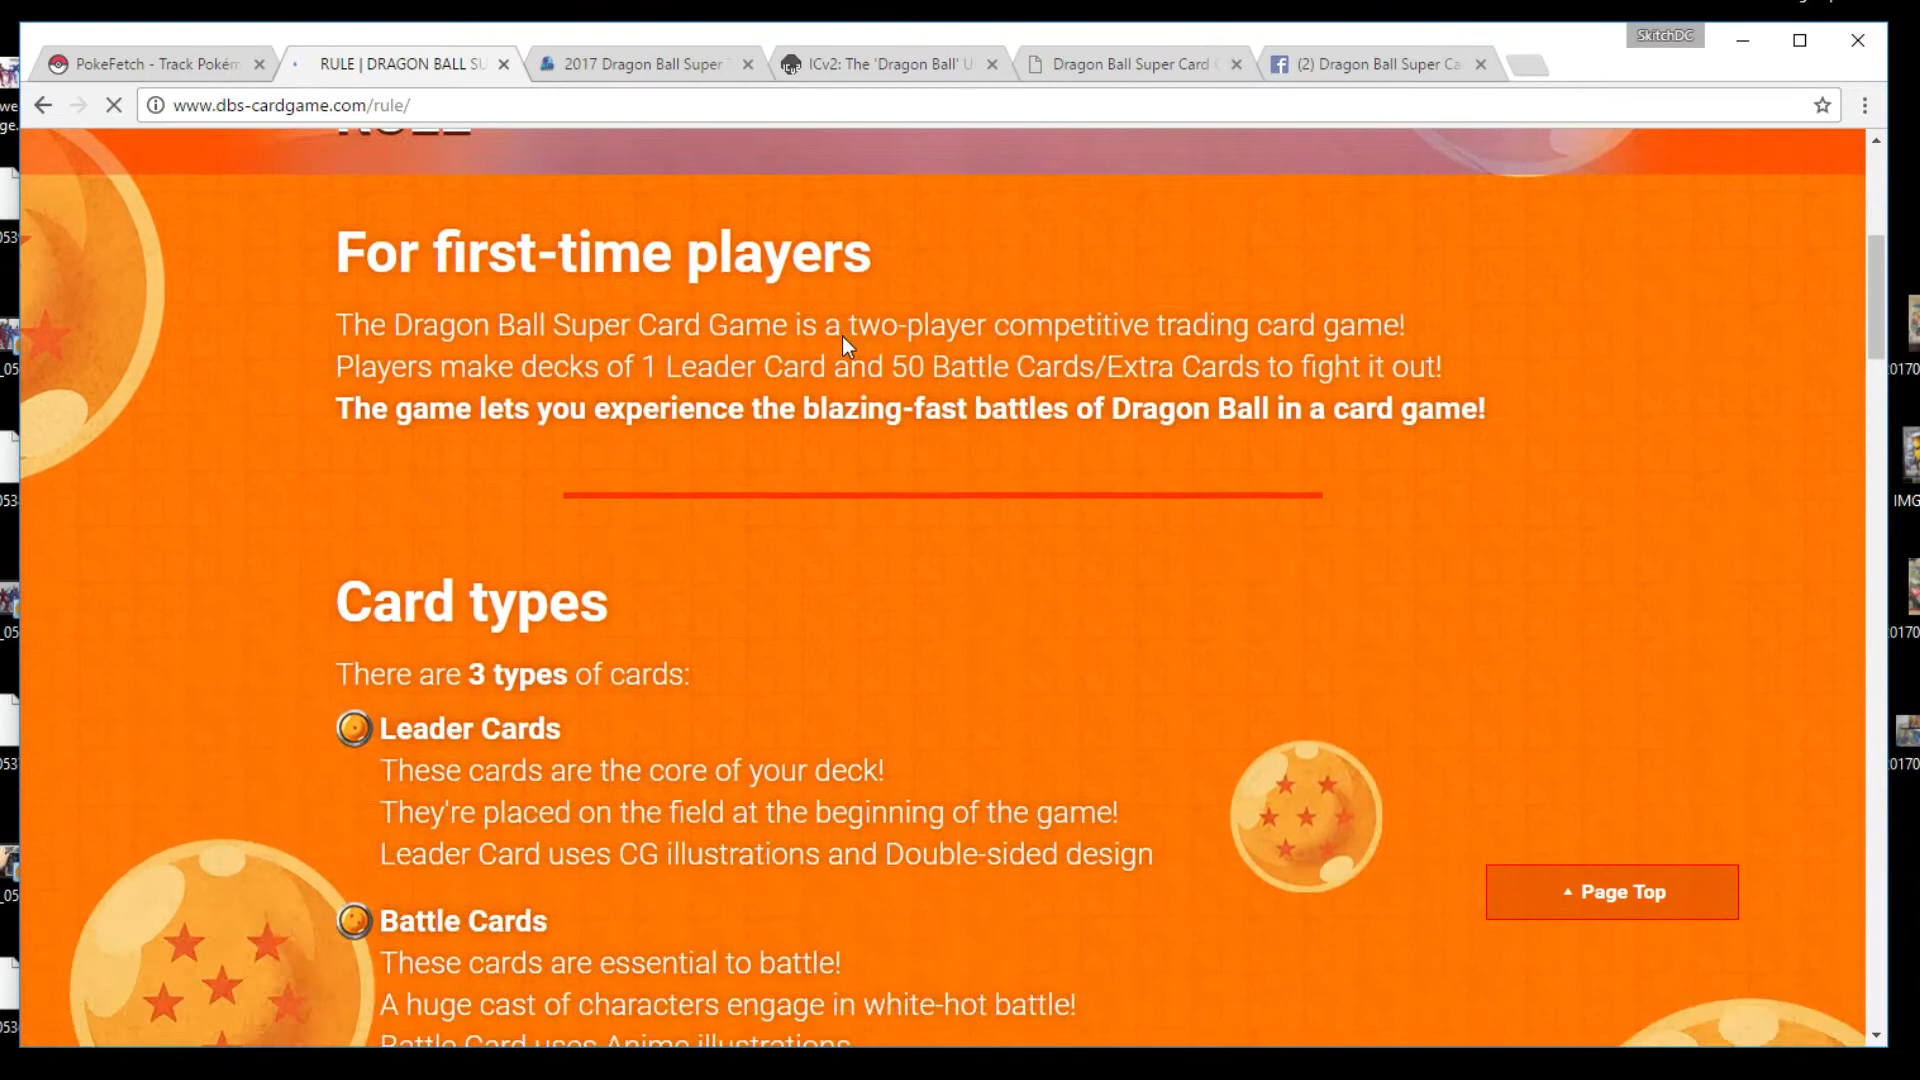 SkitchDC
PokeFetch - Track Pokém
RULE | DRAGON BALL SU
2017 Dragon Ball Super
ICv2: The 'Dragon Ball' U
Dragon Ball Super Card
(2) Dragon Ball Super Ca
www.dbs-cardgame.com/rule/
RULE
For first-time players
The Dragon Ball Super Card Game is a two-player competitive trading card game!
Players make decks of 1 Leader Card and 50 Battle Cards/Extra Cards to fight it out!
The game lets you experience the blazing-fast battles of Dragon Ball in a card game!
Card types
There are 3 types of cards:
Leader Cards
These cards are the core of your deck!
They're placed on the field at the beginning of the game!
Leader Card uses CG illustrations and Double-sided design
Page Top
Battle Cards
These cards are essential to battle!
A huge cast of characters engage in white-hot battle!
Battle Card uses Anime illustrations